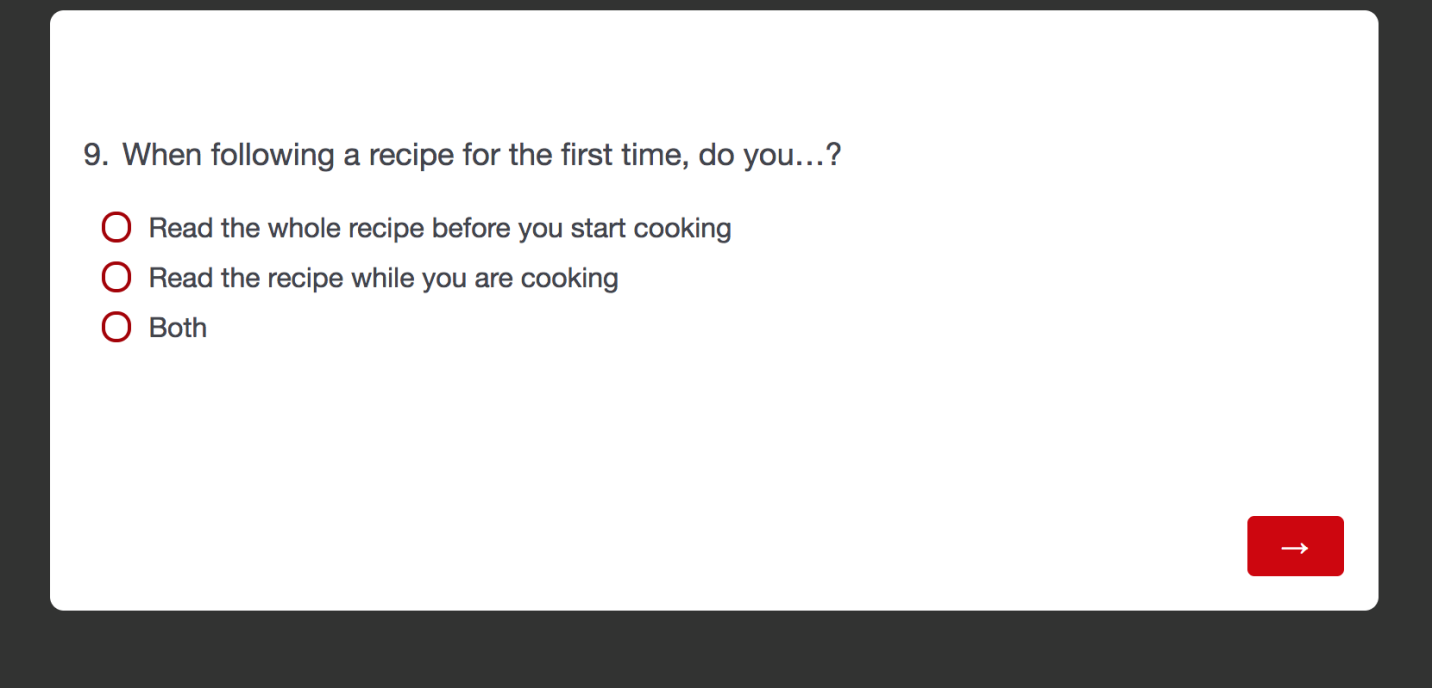 9. When following a recipe for the first time, do you…?
Read the whole recipe before you start cooking
Read the recipe while you are cooking
Both
→